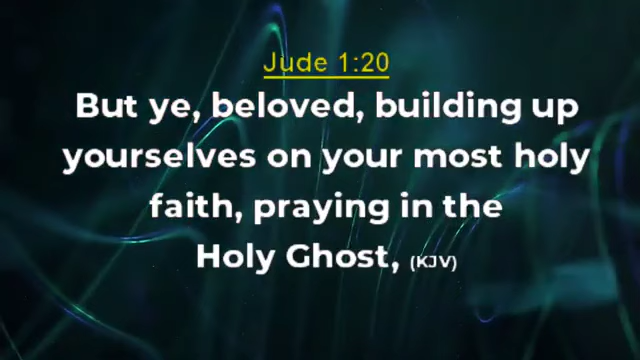 Jude 1:20
But ye, beloved, building up
yourselves on your most holy
faith, praying in the
Holy Ghost, (KJV)